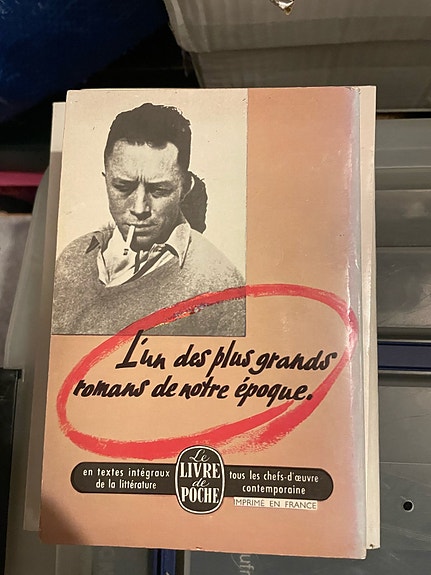 L'un des plus grands
romans de notre époque.
en textes intégraux
de la littérature
Le
LIVRE
de
POCHE
tous les chefs-d'œuvre
contemporaine
IMPRIMÉ EN FRANCE